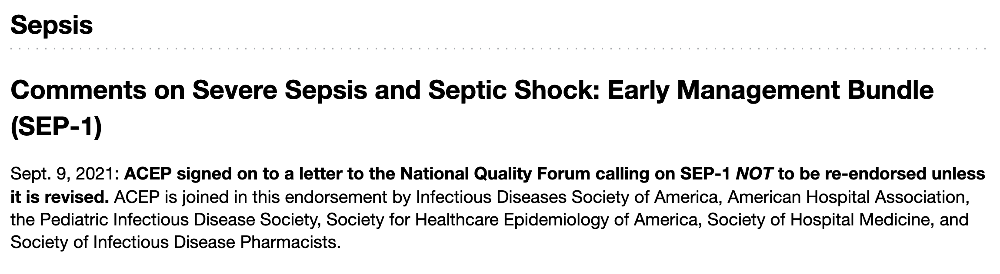 Sepsis
Comments on Severe Sepsis and Septic Shock: Early Management Bundle
(SEP-1)
Sept. 9, 2021: ACEP signed on to a letter to the National Quality Forum calling on SEP-1 NOT to be re-endorsed unless
it is revised. ACEP is joined in this endorsement by Infectious Diseases Society of America, American Hospital Association,
the Pediatric Infectious Disease Society, Society for Healthcare Epidemiology of America, Society of Hospital Medicine, and
Society of Infectious Disease Pharmacists.